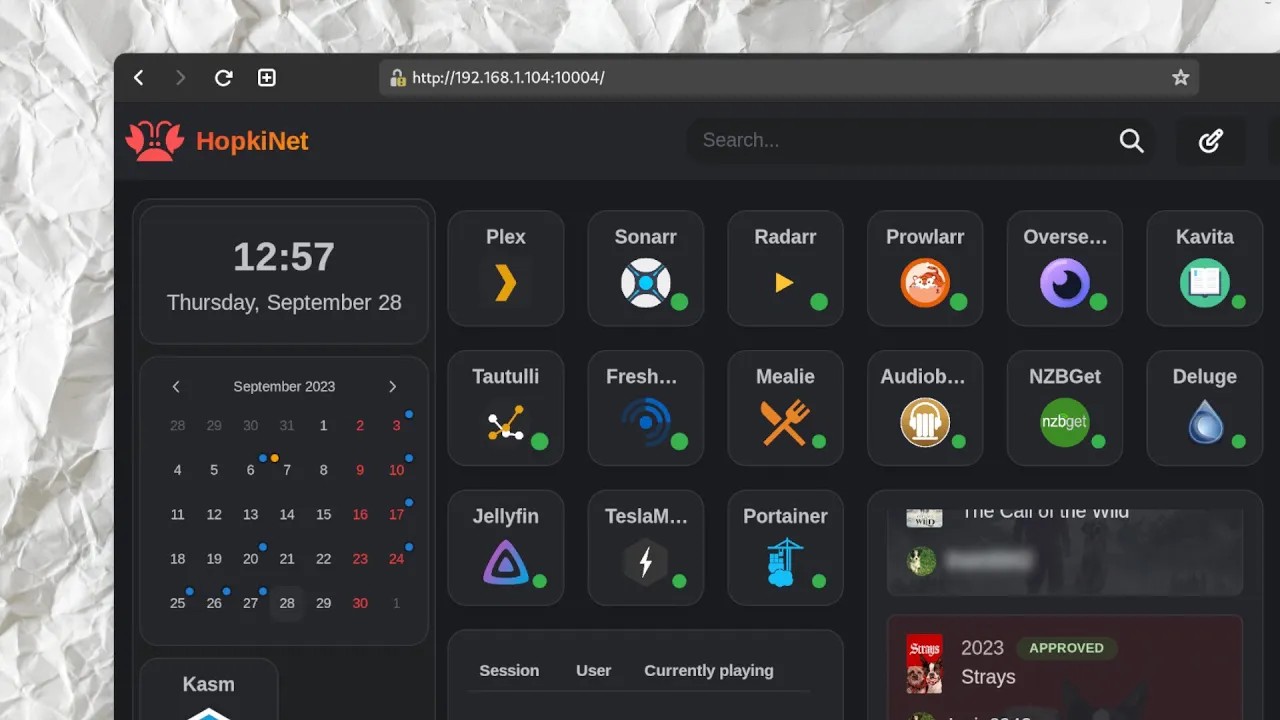 http://192.168.1.104:10004/
HopkiNet
Search...
12:57
Thursday, September 28
September 2023
28 29 30 31 1 2 3
4 5 6 7 8 9 10
11 12 13 14 15 16 17
18 19 20 21 22 23 24
25 26 27 28 29 30 1
Kasm
Plex Sonarr Radarr Prowlarr Overse... Kavita
Tautulli Fresh... Mealie Audiob... NZBGet Deluge
nzbget
Jellyfin TeslaM... Portainer
Session User Currently playing
WILD
The Call of the Wild
2023 APPROVED
Strays
Strays